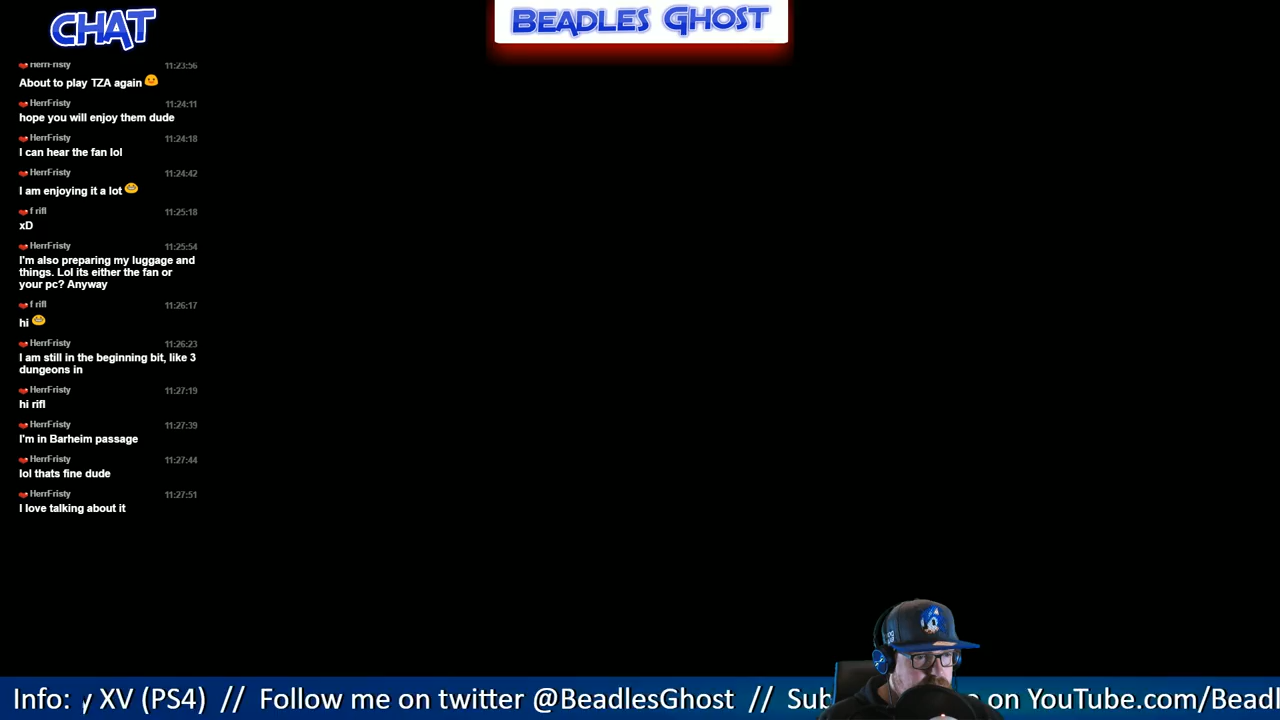 CHAT
BEADLES GHOST
HerrFristy 11:23:56
About to play TZA again
HerrFristy 11:24:11
hope you will enjoy them dude
HerrFristy 11:24:18
I can hear the fan lol
HerrFristy 11:24:42
I am enjoying it a lot
f rifl 11:25:18
xD
HerrFristy 11:25:54
I'm also preparing my luggage and
things. Lol its either the fan or
your pc? Anyway
f rifl 11:26:17
hi
HerrFristy 11:26:23
I am still in the beginning bit, like 3
dungeons in
HerrFristy 11:27:19
hi rifl
HerrFristy 11:27:39
I'm in Barheim passage
HerrFristy 11:27:44
lol thats fine dude
HerrFristy 11:27:51
I love talking about it
Info: y XV (PS4) // Follow me on twitter @BeadlesGhost // Sub on YouTube.com/Beadl